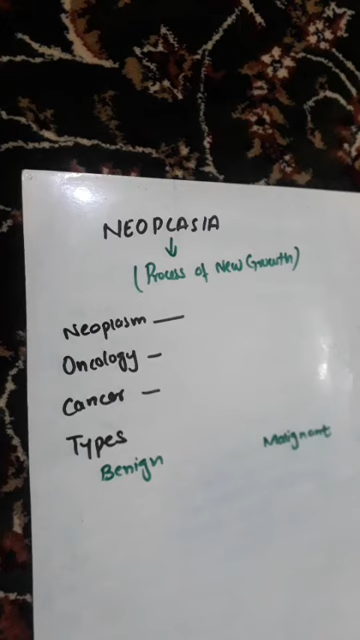 NEOPLASIA
↓
(Process of New Growth)
Neoplasm —
Oncology -
Cancer -
Types
Benign Malignant